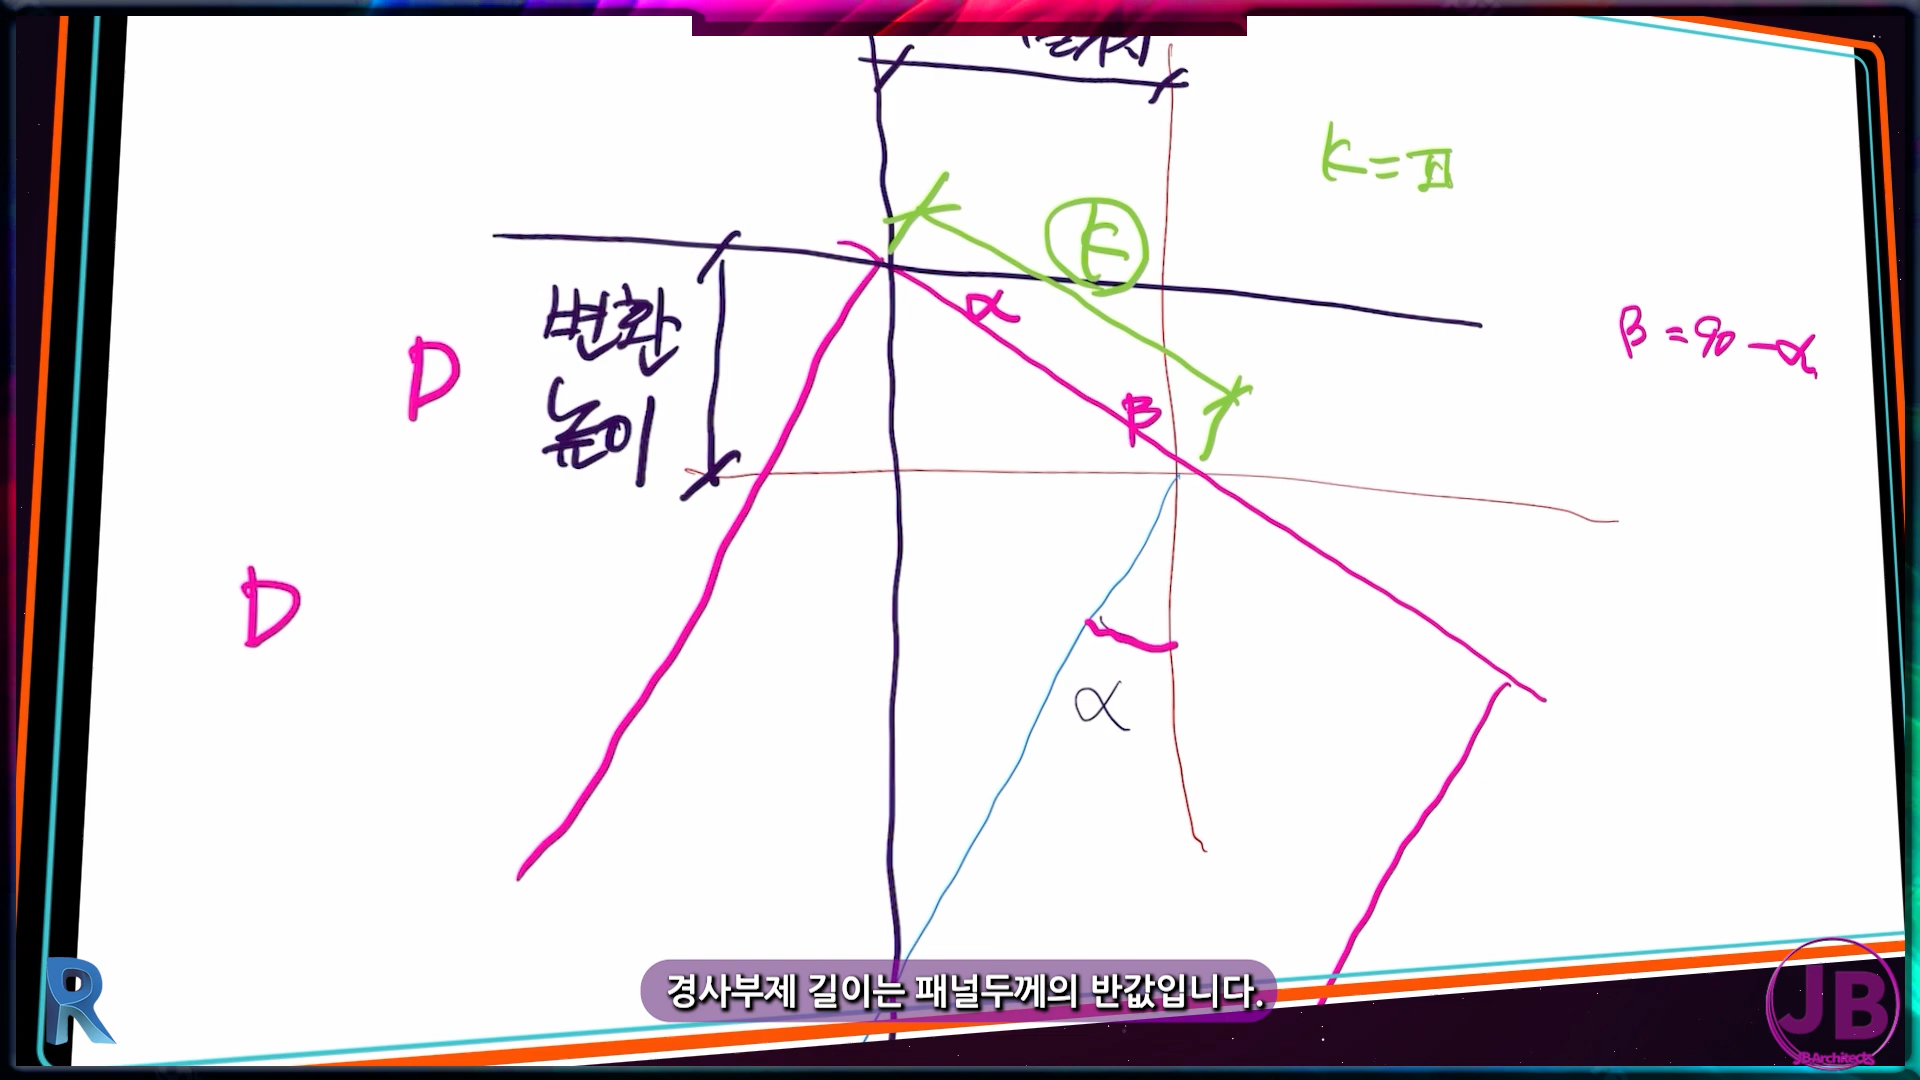 K=
K
α
변환
높이
D
β = 90 - α
β
D
α
경사부제 길이는 패널두께의 반값입니다.
R
JB
JBArchitects